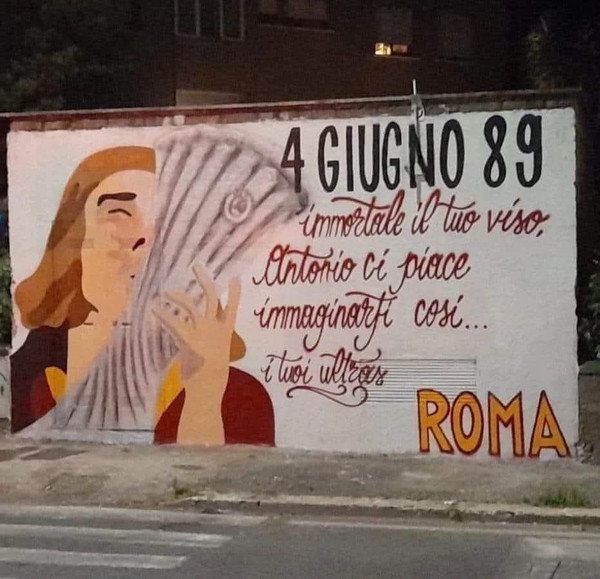 4 GIUGNO 89
immortale il tuo viso,
Antonio ci piace
immaginarti così...
i tuoi ultras
ROMA